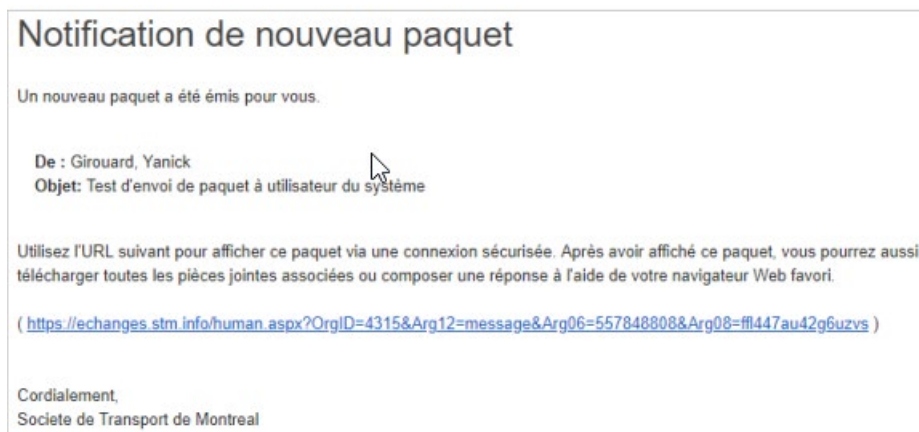 Notification de nouveau paquet
Un nouveau paquet a été émis pour vous.
De : Girouard, Yanick
Objet: Test d'envoi de paquet à utilisateur du système
Utilisez l'URL suivant pour afficher ce paquet via une connexion sécurisée. Après avoir affiché ce paquet, vous pourrez aussi
télécharger toutes les pièces jointes associées ou composer une réponse à l'aide de votre navigateur Web favori.
( https://echanges.stm.info/human.aspx?OrgID=4315&Arg12=message&Arg06=557848808&Arg08=ffl447au42g6uzvs )
Cordialement,
Societe de Transport de Montreal